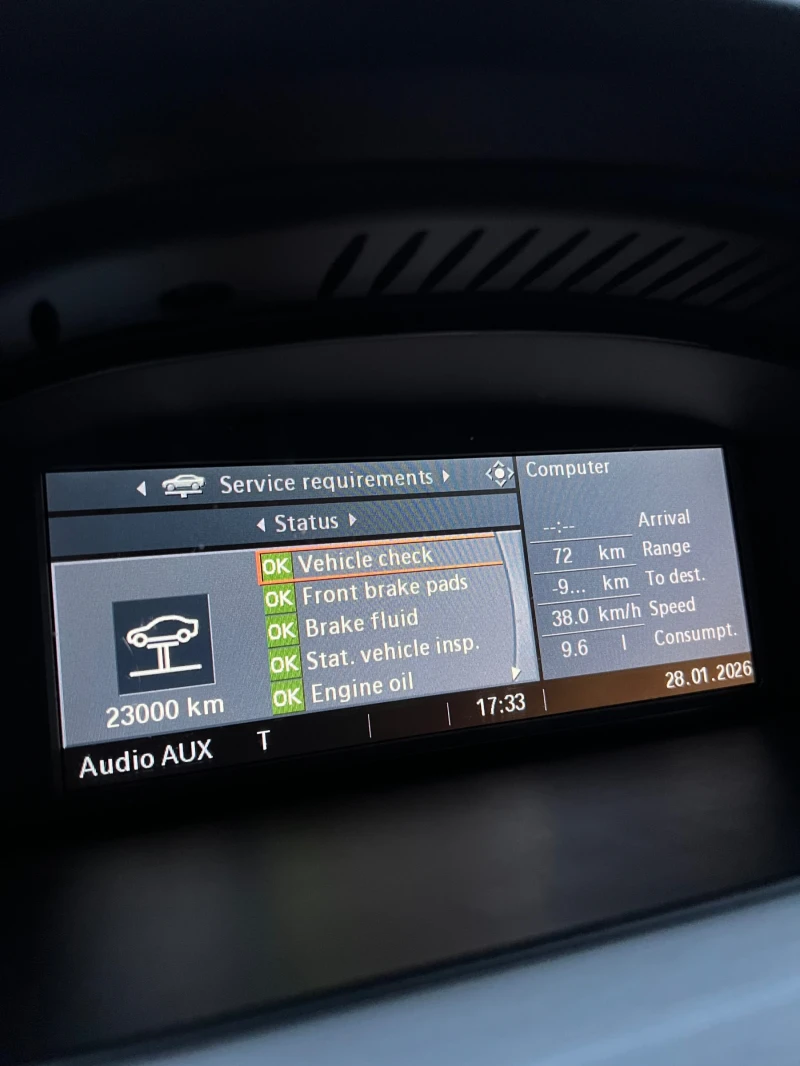 Service requirements
Status
OK Vehicle check
OK Front brake pads
OK Brake fluid
OK Stat. vehicle insp.
OK Engine oil
23000 km
Computer
--:-- Arrival
72 km Range
-9... km To dest.
38.0 km/h Speed
9.6 l Consumpt.
Audio AUX T 17:33 28.01.2026